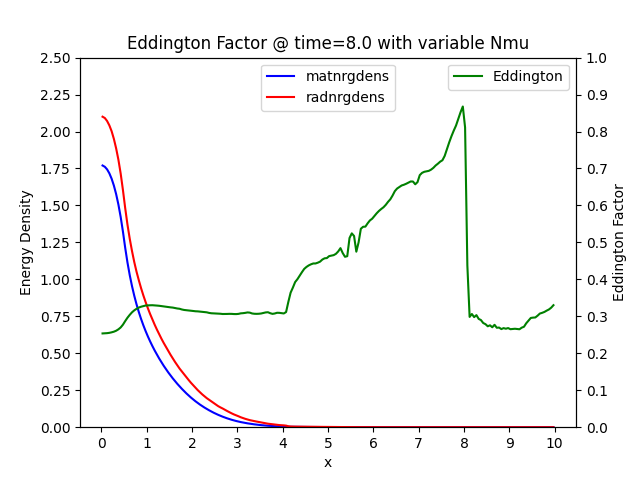 Eddington Factor @ time=8.0 with variable Nmu
matnrgdens
radnrgdens
Eddington
Energy Density
2.50
2.25
2.00
1.75
1.50
1.25
1.00
0.75
0.50
0.25
0.00
1.0
0.9
0.8
0.7
0.6
0.5
0.4
0.3
0.2
0.1
0.0
Eddington Factor
0 1 2 3 4 5 6 7 8 9 10
x